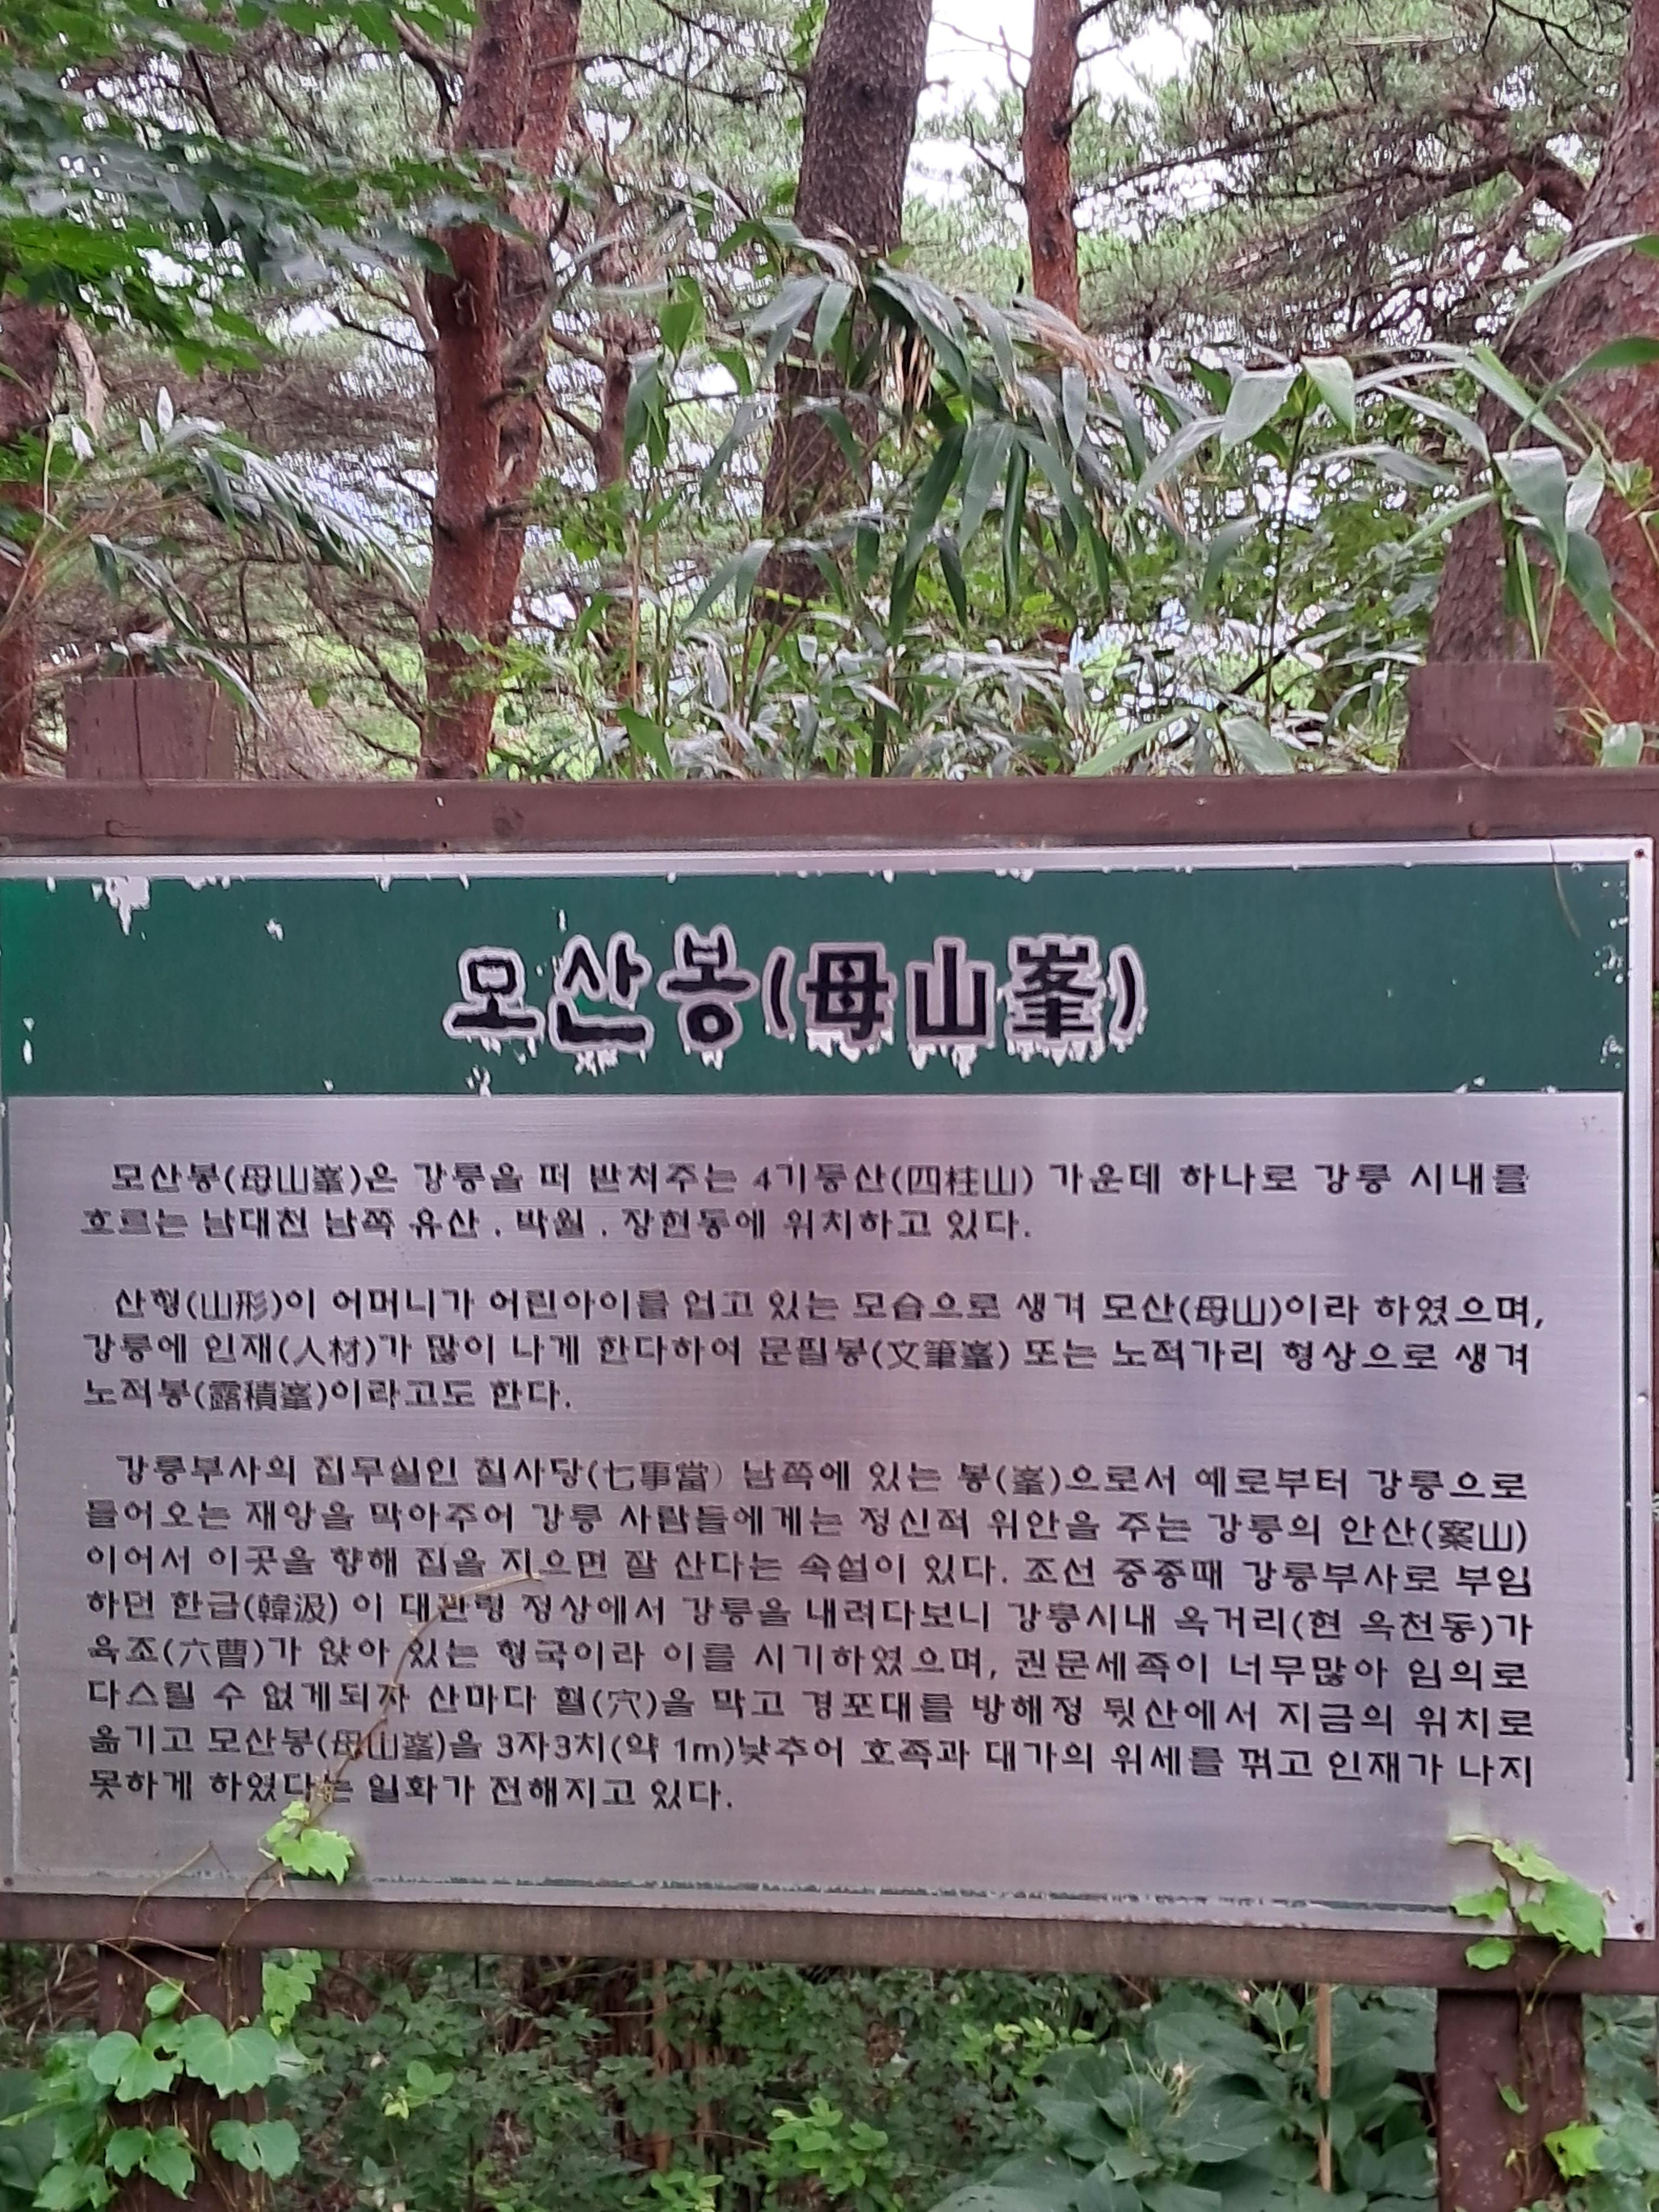 모산봉(母山峯)
모산봉(母山峯)은 강릉을 떠 받쳐주는 4기둥산(四柱山) 가운데 하나로 강릉 시내를
흐르는 남대천 남쪽 유산 . 박월 . 장현동에 위치하고 있다.
산형(山形)이 어머니가 어린아이를 업고 있는 모습으로 생겨 모산(母山)이라 하였으며,
강릉에 인재(人材)가 많이 나게 한다하여 문필봉(文筆峯) 또는 노적가리 형상으로 생겨
노적봉(露積峯)이라고도 한다.
강릉부사의 집무실인 칠사당(七事當) 남쪽에 있는 봉(峯)으로서 예로부터 강릉으로
들어오는 재앙을 막아주어 강릉 사람들에게는 정신적 위안을 주는 강릉의 안산(案山)
이어서 이곳을 향해 집을 지으면 잘 산다는 속설이 있다. 조선 중종때 강릉부사로 부임
하던 한급(韓汲) 이 대관령 정상에서 강릉을 내려다보니 강릉시내 옥거리(현 옥천동)가
육조(六曹)가 앉아 있는 형국이라 이를 시기하였으며, 권문세족이 너무많아 임의로
다스릴 수 없게되자 산마다 혈(穴)을 막고 경포대를 방해정 뒷산에서 지금의 위치로
옮기고 모산봉(母山峯)을 3자3치(약 1m)낮추어 호족과 대가의 위세를 꺾고 인재가 나지
못하게 하였다는 일화가 전해지고 있다.